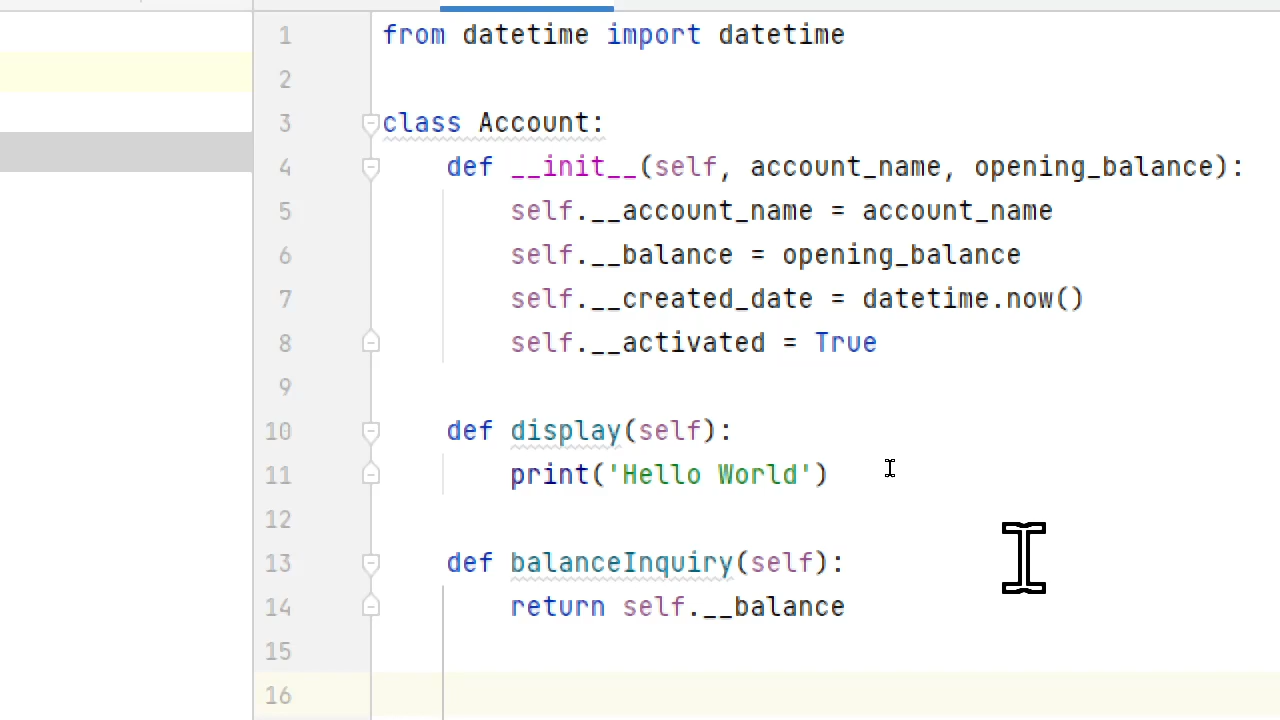 1 from datetime import datetime
2
3 class Account:
4     def __init__(self, account_name, opening_balance):
5         self.__account_name = account_name
6         self.__balance = opening_balance
7         self.__created_date = datetime.now()
8         self.__activated = True
9
10     def display(self):
11         print('Hello World')
12
13     def balanceInquiry(self):
14         return self.__balance
15
16